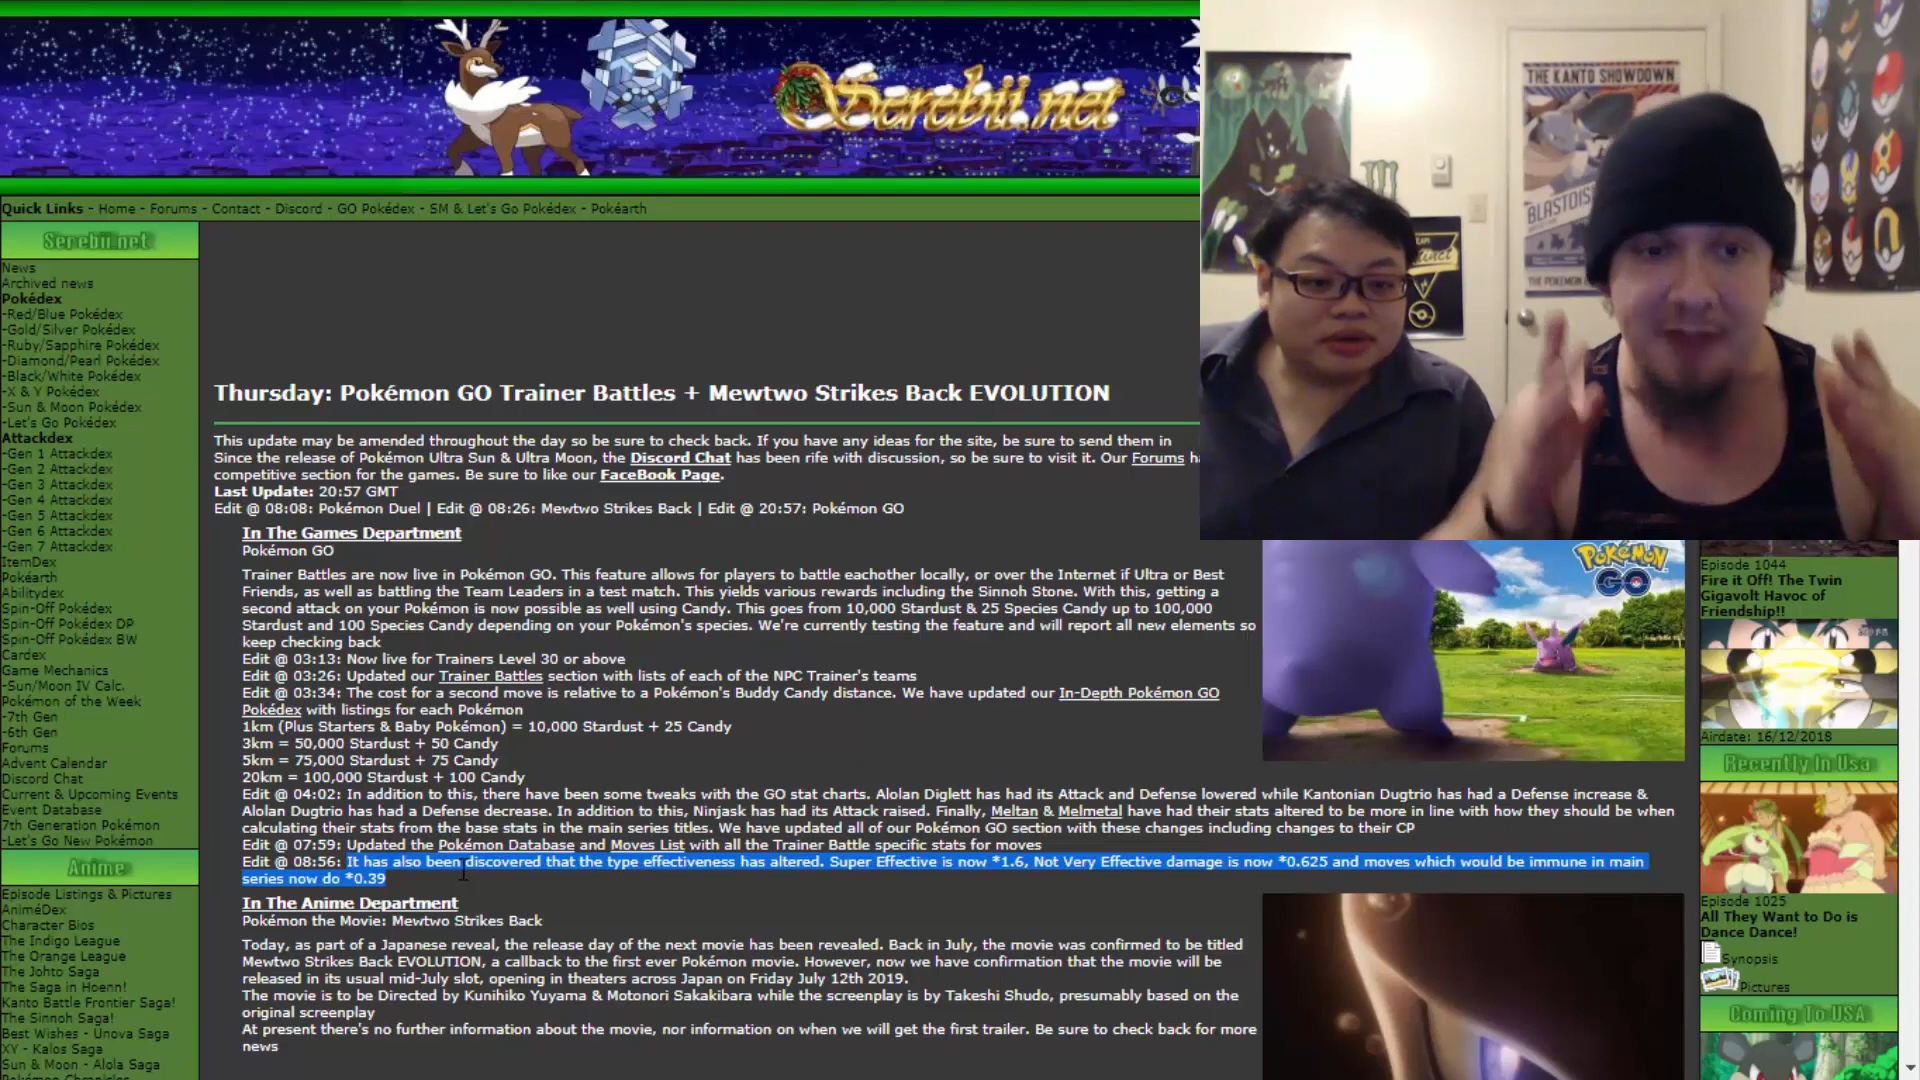 Serebii.net
Quick Links - Home - Forums - Contact - Discord - GO Pokédex - SM & Let's Go Pokédex - Pokéarth
Serebii.net
News
Archived news
Pokédex
-Red/Blue Pokédex
-Gold/Silver Pokédex
-Ruby/Sapphire Pokédex
-Diamond/Pearl Pokédex
-Black/White Pokédex
-X & Y Pokédex
-Sun & Moon Pokédex
-Let's Go Pokédex
Attackdex
-Gen 1 Attackdex
-Gen 2 Attackdex
-Gen 3 Attackdex
-Gen 4 Attackdex
-Gen 5 Attackdex
-Gen 6 Attackdex
-Gen 7 Attackdex
ItemDex
Pokéarth
Abilitydex
Spin-Off Pokédex
Spin-Off Pokédex DP
Spin-Off Pokédex BW
Cardex
Game Mechanics
-Sun/Moon IV Calc.
Pokémon of the Week
-7th Gen
-6th Gen
Forums
Advent Calendar
Discord Chat
Current & Upcoming Events
Event Database
7th Generation Pokémon
-Let's Go New Pokémon
Anime
Episode Listings & Pictures
AniméDex
Character Bios
The Indigo League
The Orange League
The Johto Saga
The Saga in Hoenn!
Kanto Battle Frontier Saga!
The Sinnoh Saga!
Best Wishes - Unova Saga
XY - Kalos Saga
Sun & Moon - Alola Saga
Pokémon Chronicles
Thursday: Pokémon GO Trainer Battles + Mewtwo Strikes Back EVOLUTION
This update may be amended throughout the day so be sure to check back. If you have any ideas for the site, be sure to send them in
Since the release of Pokémon Ultra Sun & Ultra Moon, the Discord Chat has been rife with discussion, so be sure to visit it. Our Forums
competitive section for the games. Be sure to like our FaceBook Page.
Last Update: 20:57 GMT
Edit @ 08:08: Pokémon Duel | Edit @ 08:26: Mewtwo Strikes Back | Edit @ 20:57: Pokémon GO
In The Games Department
Pokémon GO
Trainer Battles are now live in Pokémon GO. This feature allows for players to battle eachother locally, or over the Internet if Ultra or Best
Friends, as well as battling the Team Leaders in a test match. This yields various rewards including the Sinnoh Stone. With this, getting a
second attack on your Pokémon is now possible as well using Candy. This goes from 10,000 Stardust & 25 Species Candy up to 100,000
Stardust and 100 Species Candy depending on your Pokémon's species. We're currently testing the feature and will report all new elements so
keep checking back
Edit @ 03:13: Now live for Trainers Level 30 or above
Edit @ 03:26: Updated our Trainer Battles section with lists of each of the NPC Trainer's teams
Edit @ 03:34: The cost for a second move is relative to a Pokémon's Buddy Candy distance. We have updated our In-Depth Pokémon GO
Pokédex with listings for each Pokémon
1km (Plus Starters & Baby Pokémon) = 10,000 Stardust + 25 Candy
3km = 50,000 Stardust + 50 Candy
5km = 75,000 Stardust + 75 Candy
20km = 100,000 Stardust + 100 Candy
Edit @ 04:02: In addition to this, there have been some tweaks with the GO stat charts. Alolan Diglett has had its Attack and Defense lowered while Kantonian Dugtrio has had a Defense increase &
Alolan Dugtrio has had a Defense decrease. In addition to this, Ninjask has had its Attack raised. Finally, Meltan & Melmetal have had their stats altered to be more in line with how they should be when
calculating their stats from the base stats in the main series titles. We have updated all of our Pokémon GO section with these changes including changes to their CP
Edit @ 07:59: Updated the Pokémon Database and Moves List with all the Trainer Battle specific stats for moves
Edit @ 08:56: It has also been discovered that the type effectiveness has altered. Super Effective is now *1.6, Not Very Effective damage is now *0.625 and moves which would be immune in main
series now do *0.39
In The Anime Department
Pokémon the Movie: Mewtwo Strikes Back
Today, as part of a Japanese reveal, the release day of the next movie has been revealed. Back in July, the movie was confirmed to be titled
Mewtwo Strikes Back EVOLUTION, a callback to the first ever Pokémon movie. However, now we have confirmation that the movie will be
released in its usual mid-July slot, opening in theaters across Japan on Friday July 12th 2019.
The movie is to be Directed by Kunihiko Yuyama & Motonori Sakakibara while the screenplay is by Takeshi Shudo, presumably based on the
original screenplay
At present there's no further information about the movie, nor information on when we will get the first trailer. Be sure to check back for more
news
THE KANTO SHOWDOWN
BLASTOISE
POKÉMON
GO
Episode 1044
Fire it Off! The Twin
Gigavolt Havoc of
Friendship!!
Airdate: 16/12/2018
Recently In Usa
Episode 1025
All They Want to Do is
Dance Dance!
Synopsis
Pictures
Coming To USA